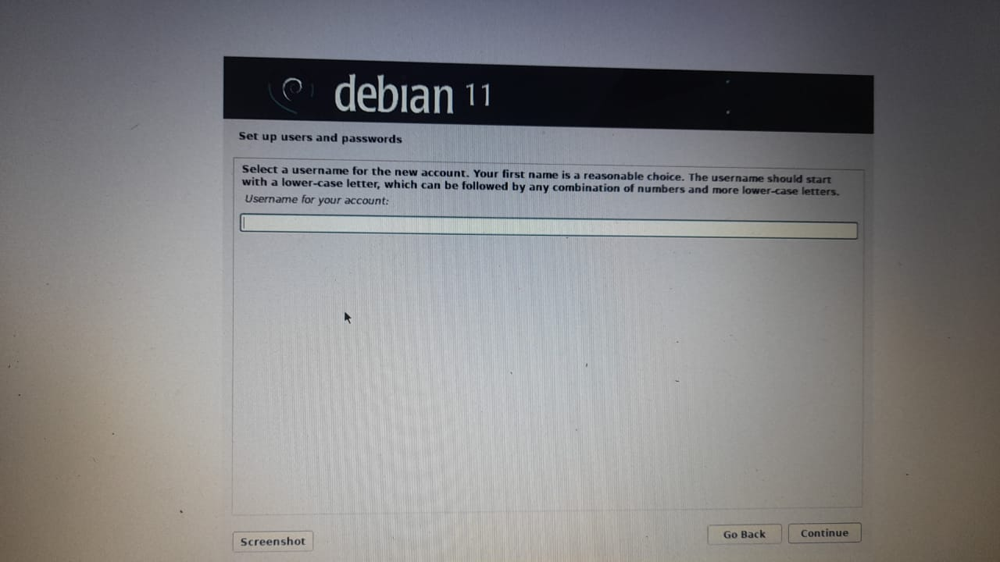 debian 11
Set up users and passwords
Select a username for the new account. Your first name is a reasonable choice. The username should start
with a lower-case letter, which can be followed by any combination of numbers and more lower-case letters.
Username for your account:
Screenshot
Go Back
Continue